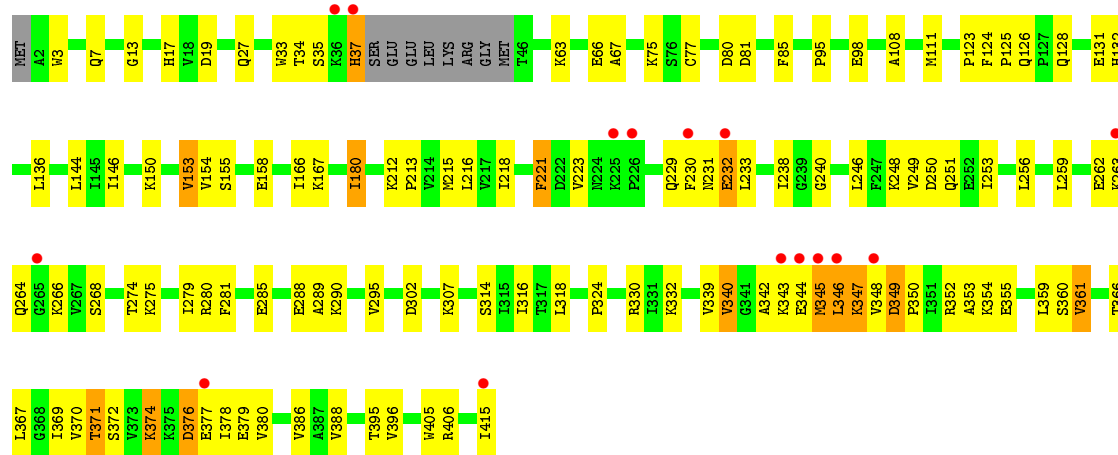 MET A2 W3 Q7 G13 H17 V18 D19 Q27 W33 T34 S35 K36 H37 SER GLU GLU LEU LYS ARG GLY MET T46 K63 E66 A67 K75 S76 C77 D80 D81 F85 P95 E98 A108 M111 P123 F124 P125 Q126 P127 Q128 E131 H132
L136 L144 I145 I146 K150 V153 V154 S155 E158 I166 K167 I180 K212 P213 V214 M215 L216 V217 I218 F221 D222 V223 N224 K225 P226 Q229 F230 N231 E232 L233 I238 G239 G240 L246 F247 K248 V249 D250 Q251 E252 I253 L256 L259 E262 K263
Q264 G265 K266 V267 S268 T274 K275 I279 R280 F281 E285 E288 A289 K290 V295 D302 K307 S314 I315 I316 T317 L318 P324 R330 I331 K332 V339 V340 G341 A342 K343 E344 M345 L346 K347 V348 D349 P350 I351 R352 A353 K354 E355 L359 S360 V361 T366
L367 G368 I369 V370 T371 S372 V373 K374 K375 D376 E377 I378 E379 V380 V386 A387 V388 T395 V396 W405 R406 I415